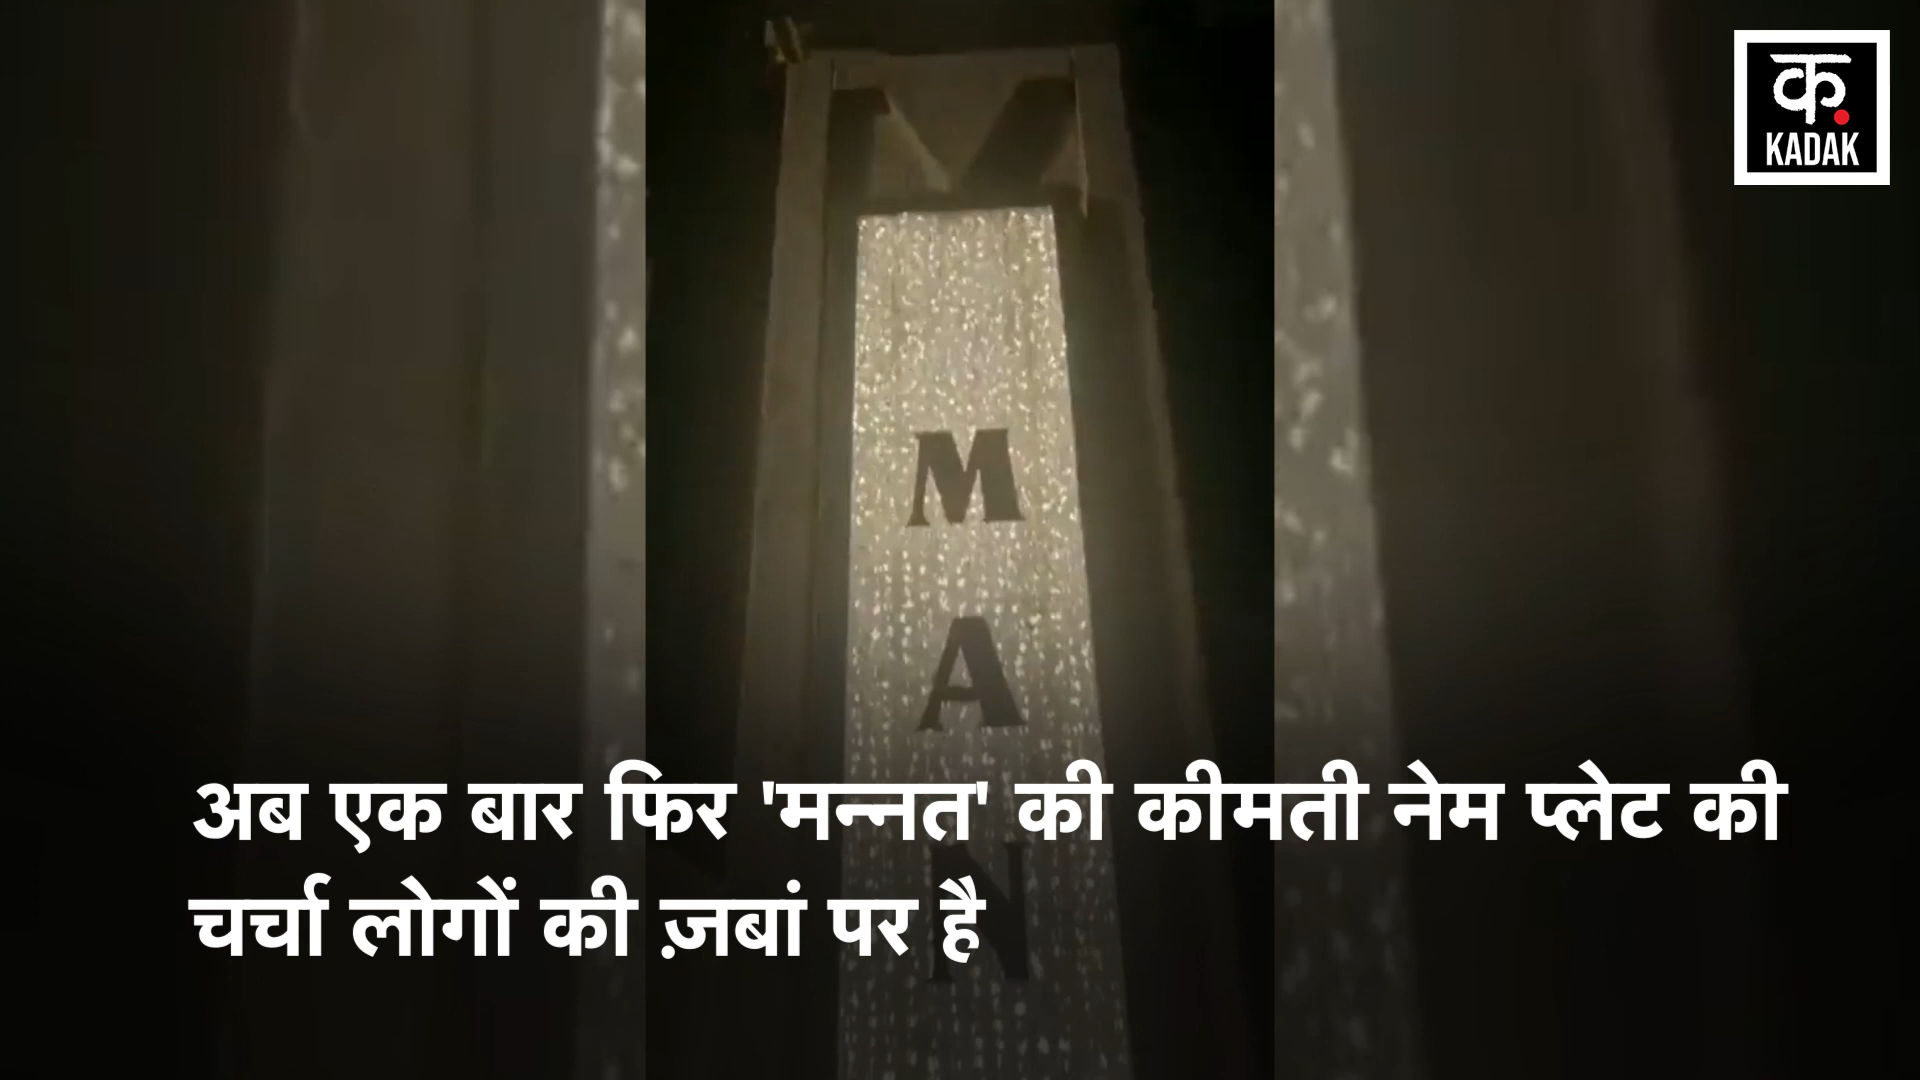 क
KADAK
M
A
N
अब एक बार फिर 'मन्नत' की कीमती नेम प्लेट की
चर्चा लोगों की ज़बां पर है